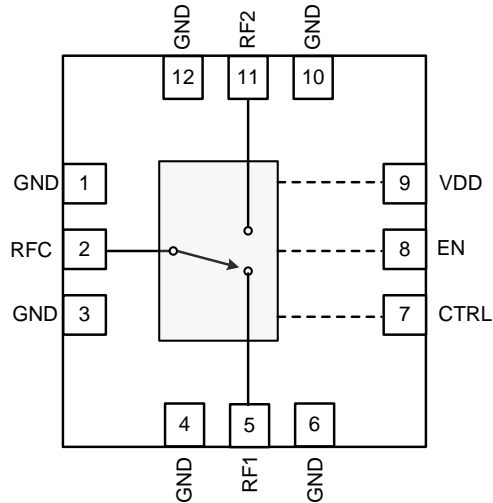 GND
RF2
GND
12
11
10
GND 1
9 VDD
RFC 2
8 EN
GND 3
7 CTRL
4
5
6
GND
RF1
GND